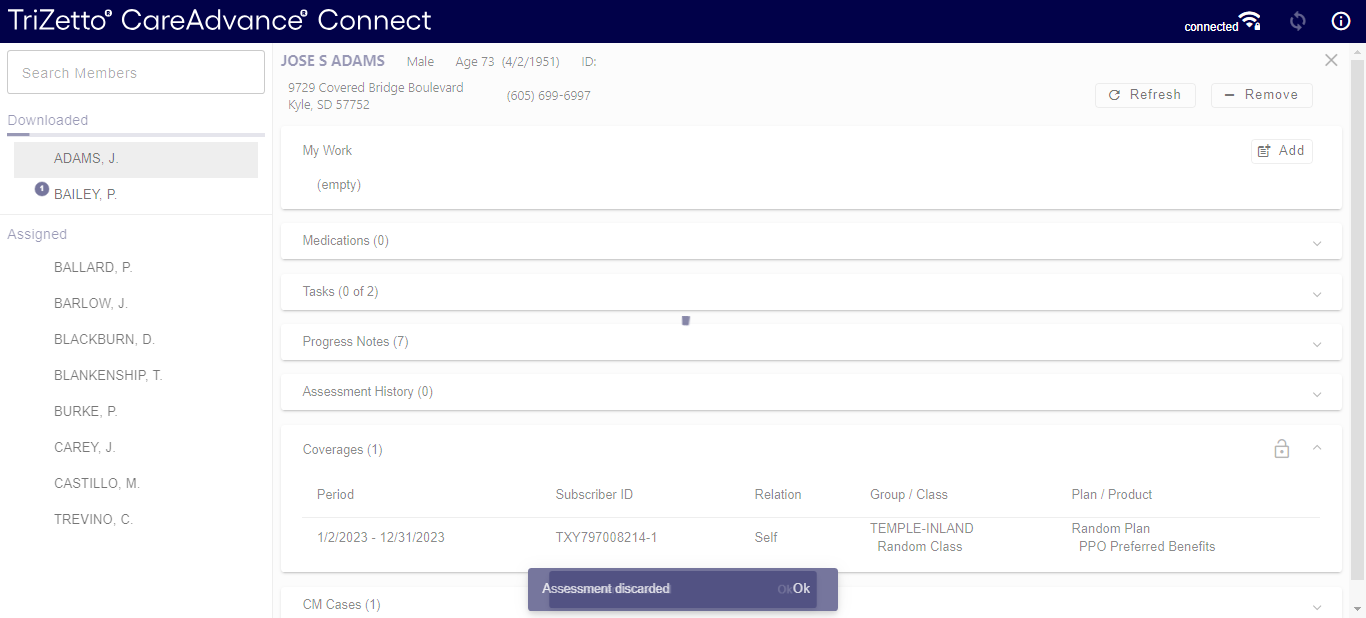 TriZetto® CareAdvance® Connect
connected
Search Members
Downloaded
ADAMS, J.
1
BAILEY, P.
Assigned
BALLARD, P.
BARLOW, J.
BLACKBURN, D.
BLANKENSHIP, T.
BURKE, P.
CAREY, J.
CASTILLO, M.
TREVINO, C.
JOSE S ADAMS Male Age 73 (4/2/1951) ID:
9729 Covered Bridge Boulevard
Kyle, SD 57752
(605) 699-6997
Refresh
Remove
My Work
Add
(empty)
Medications (0)
Tasks (0 of 2)
Progress Notes (7)
Assessment History (0)
Coverages (1)
Period Subscriber ID Relation Group / Class Plan / Product
1/2/2023 - 12/31/2023 TXY797008214-1 Self TEMPLE-INLAND Random Plan
Random Class PPO Preferred Benefits
Assessment discarded Ok Ok
CM Cases (1)